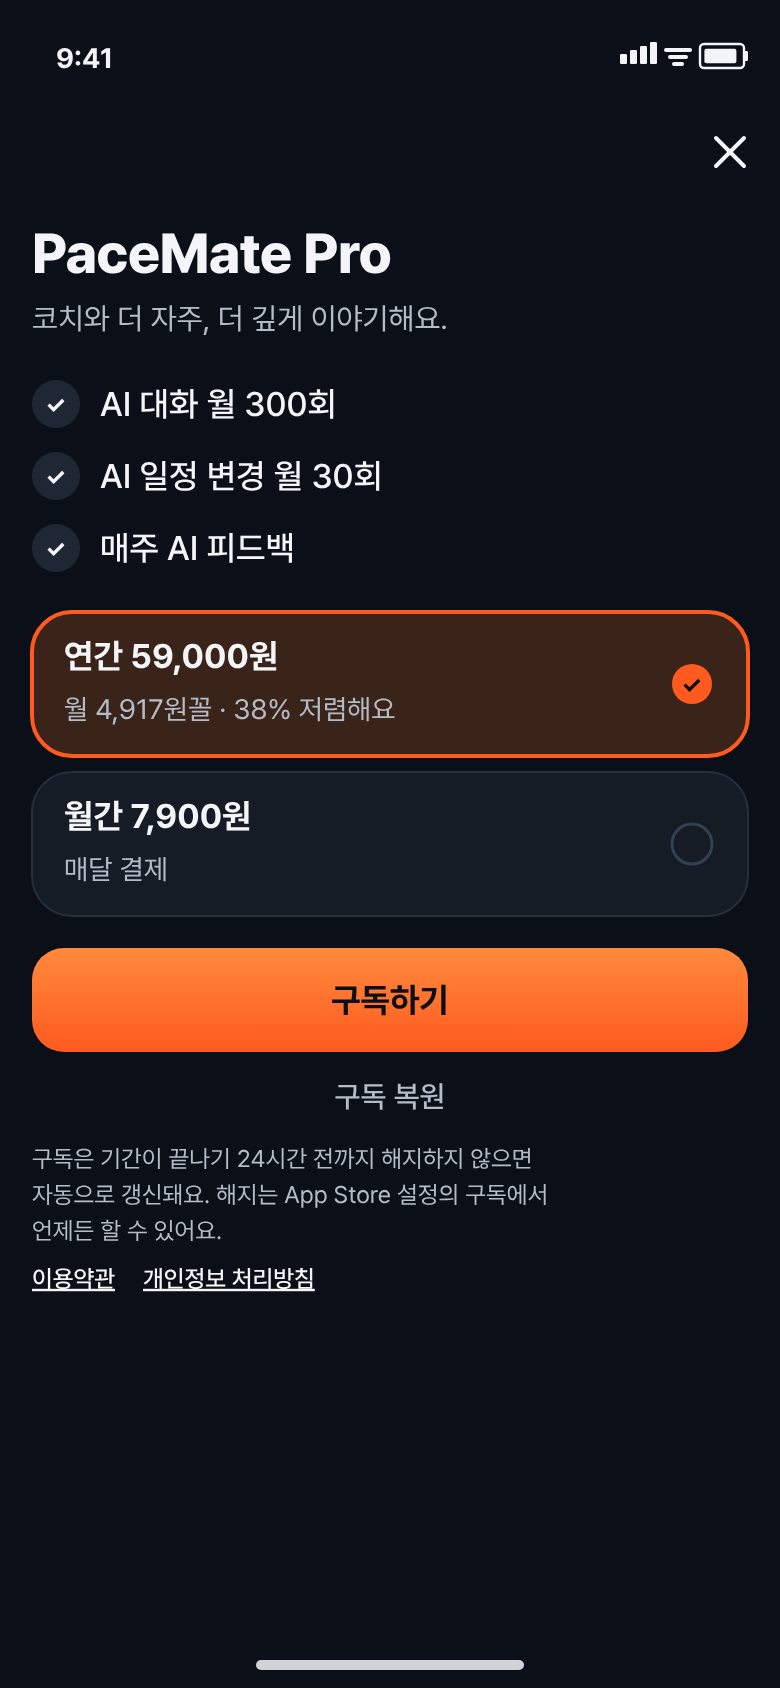 9:41
PaceMate Pro
코치와 더 자주, 더 깊게 이야기해요.
AI 대화 월 300회
AI 일정 변경 월 30회
매주 AI 피드백
연간 59,000원
월 4,917원꼴 · 38% 저렴해요
월간 7,900원
매달 결제
구독하기
구독 복원
구독은 기간이 끝나기 24시간 전까지 해지하지 않으면
자동으로 갱신돼요. 해지는 App Store 설정의 구독에서
언제든 할 수 있어요.
이용약관 개인정보 처리방침